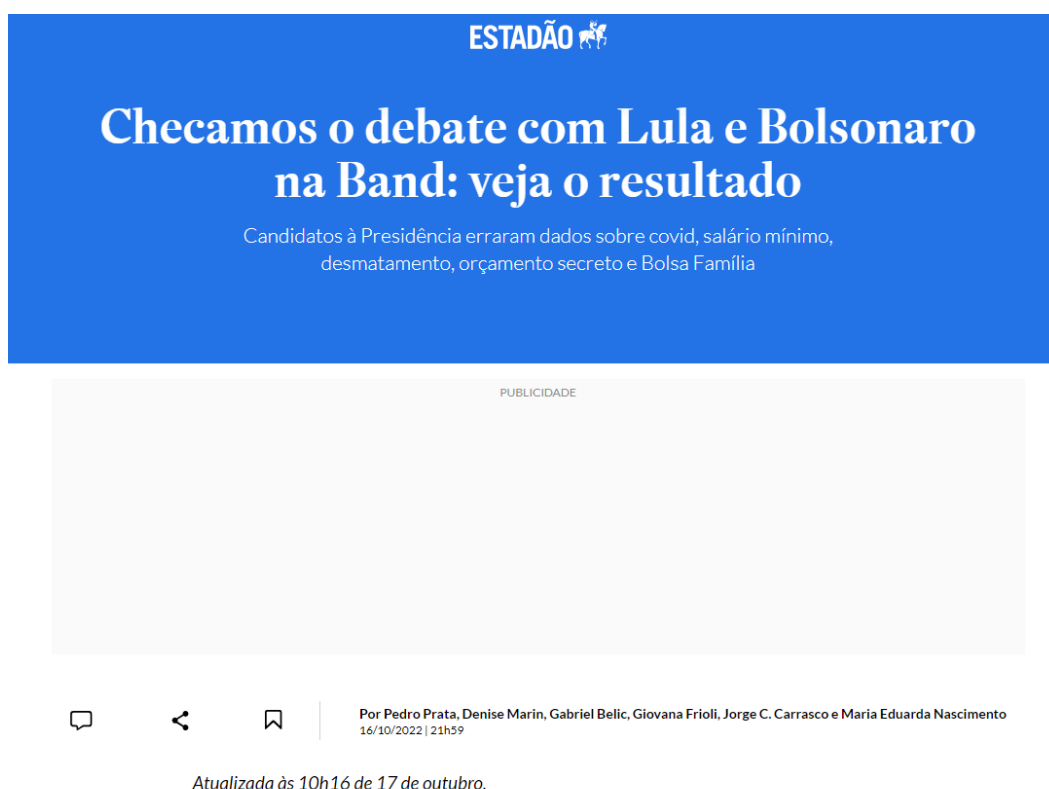 ESTADÃO
Checamos o debate com Lula e Bolsonaro
na Band: veja o resultado
Candidatos à Presidência erraram dados sobre covid, salário mínimo,
desmatamento, orçamento secreto e Bolsa Família
PUBLICIDADE
Por Pedro Prata, Denise Marin, Gabriel Belic, Giovana Frioli, Jorge C. Carrasco e Maria Eduarda Nascimento
16/10/2022 | 21h59
Atualizada às 10h16 de 17 de outubro.